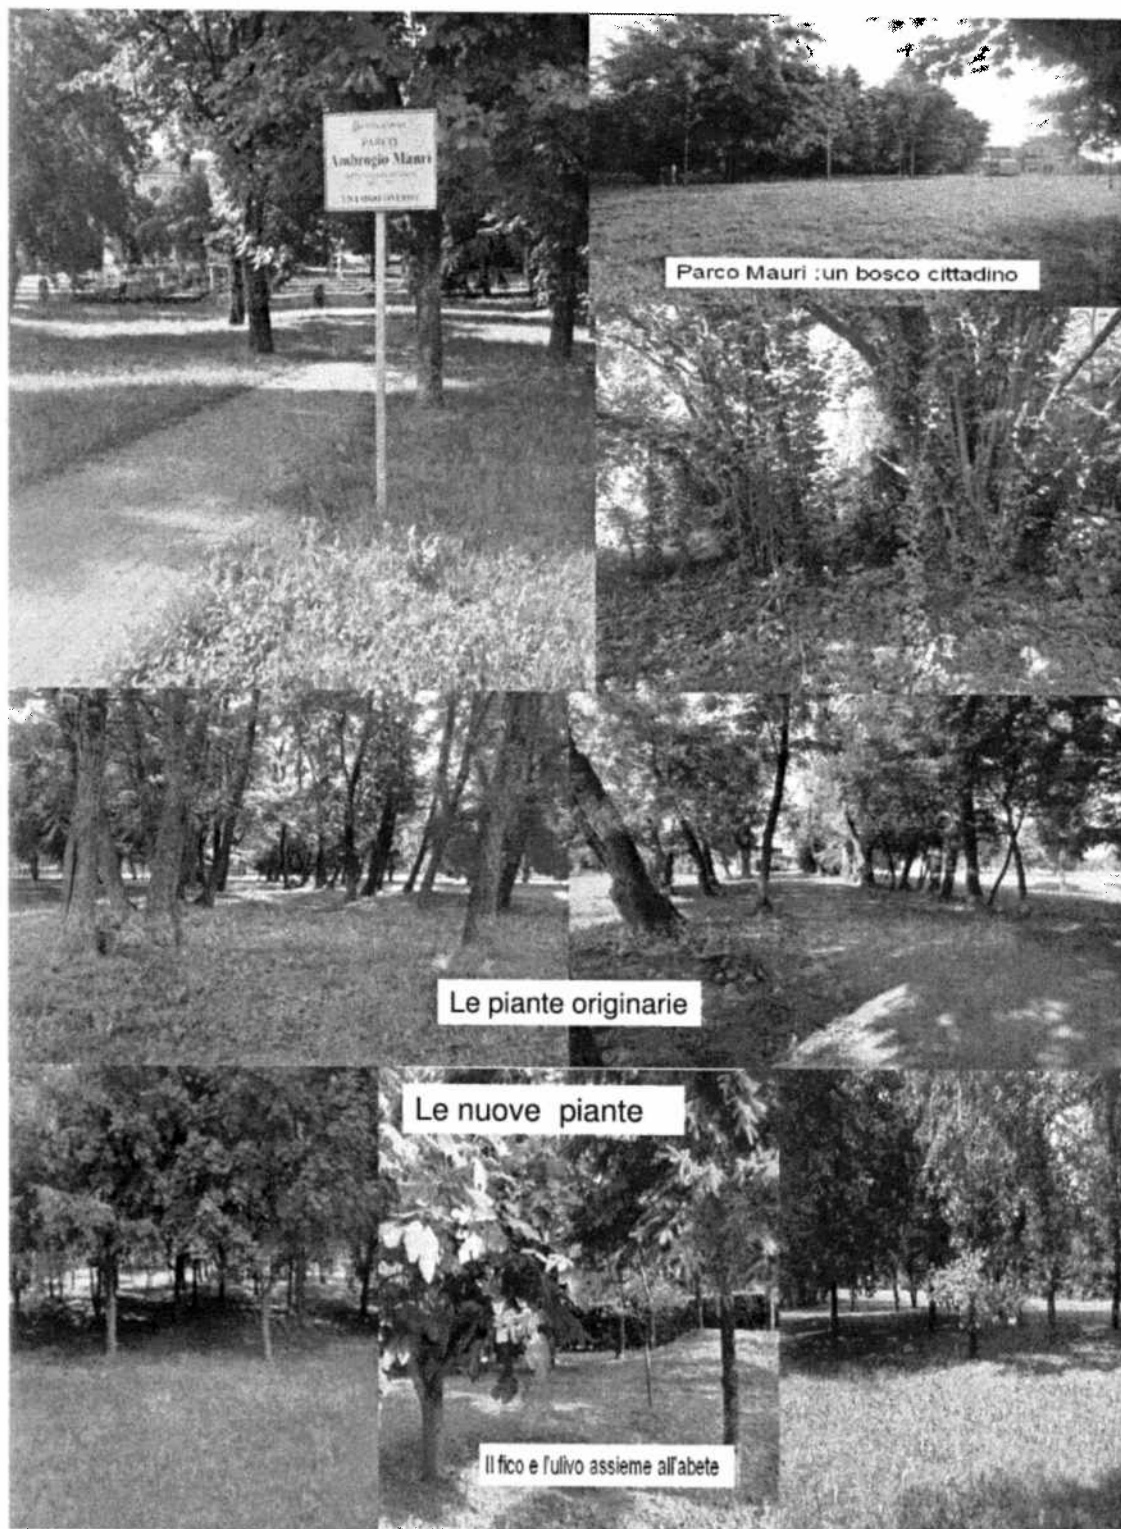 PARCO
Ambrogio Mauri
Parco Mauri :un bosco cittadino
Le piante originarie
Le nuove piante
Il fico e l'ulivo assieme all'abete